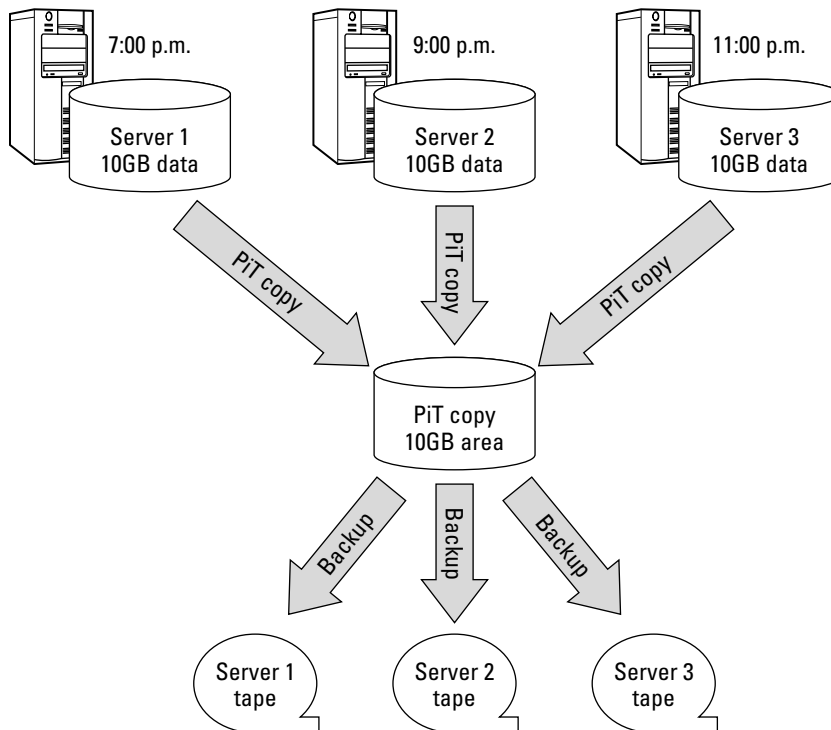 7:00 p.m.
9:00 p.m.
11:00 p.m.
Server 1
10GB data
Server 2
10GB data
Server 3
10GB data
PiT copy
PiT copy
PiT copy
PiT copy
10GB area
Backup
Backup
Backup
Server 1
tape
Server 2
tape
Server 3
tape